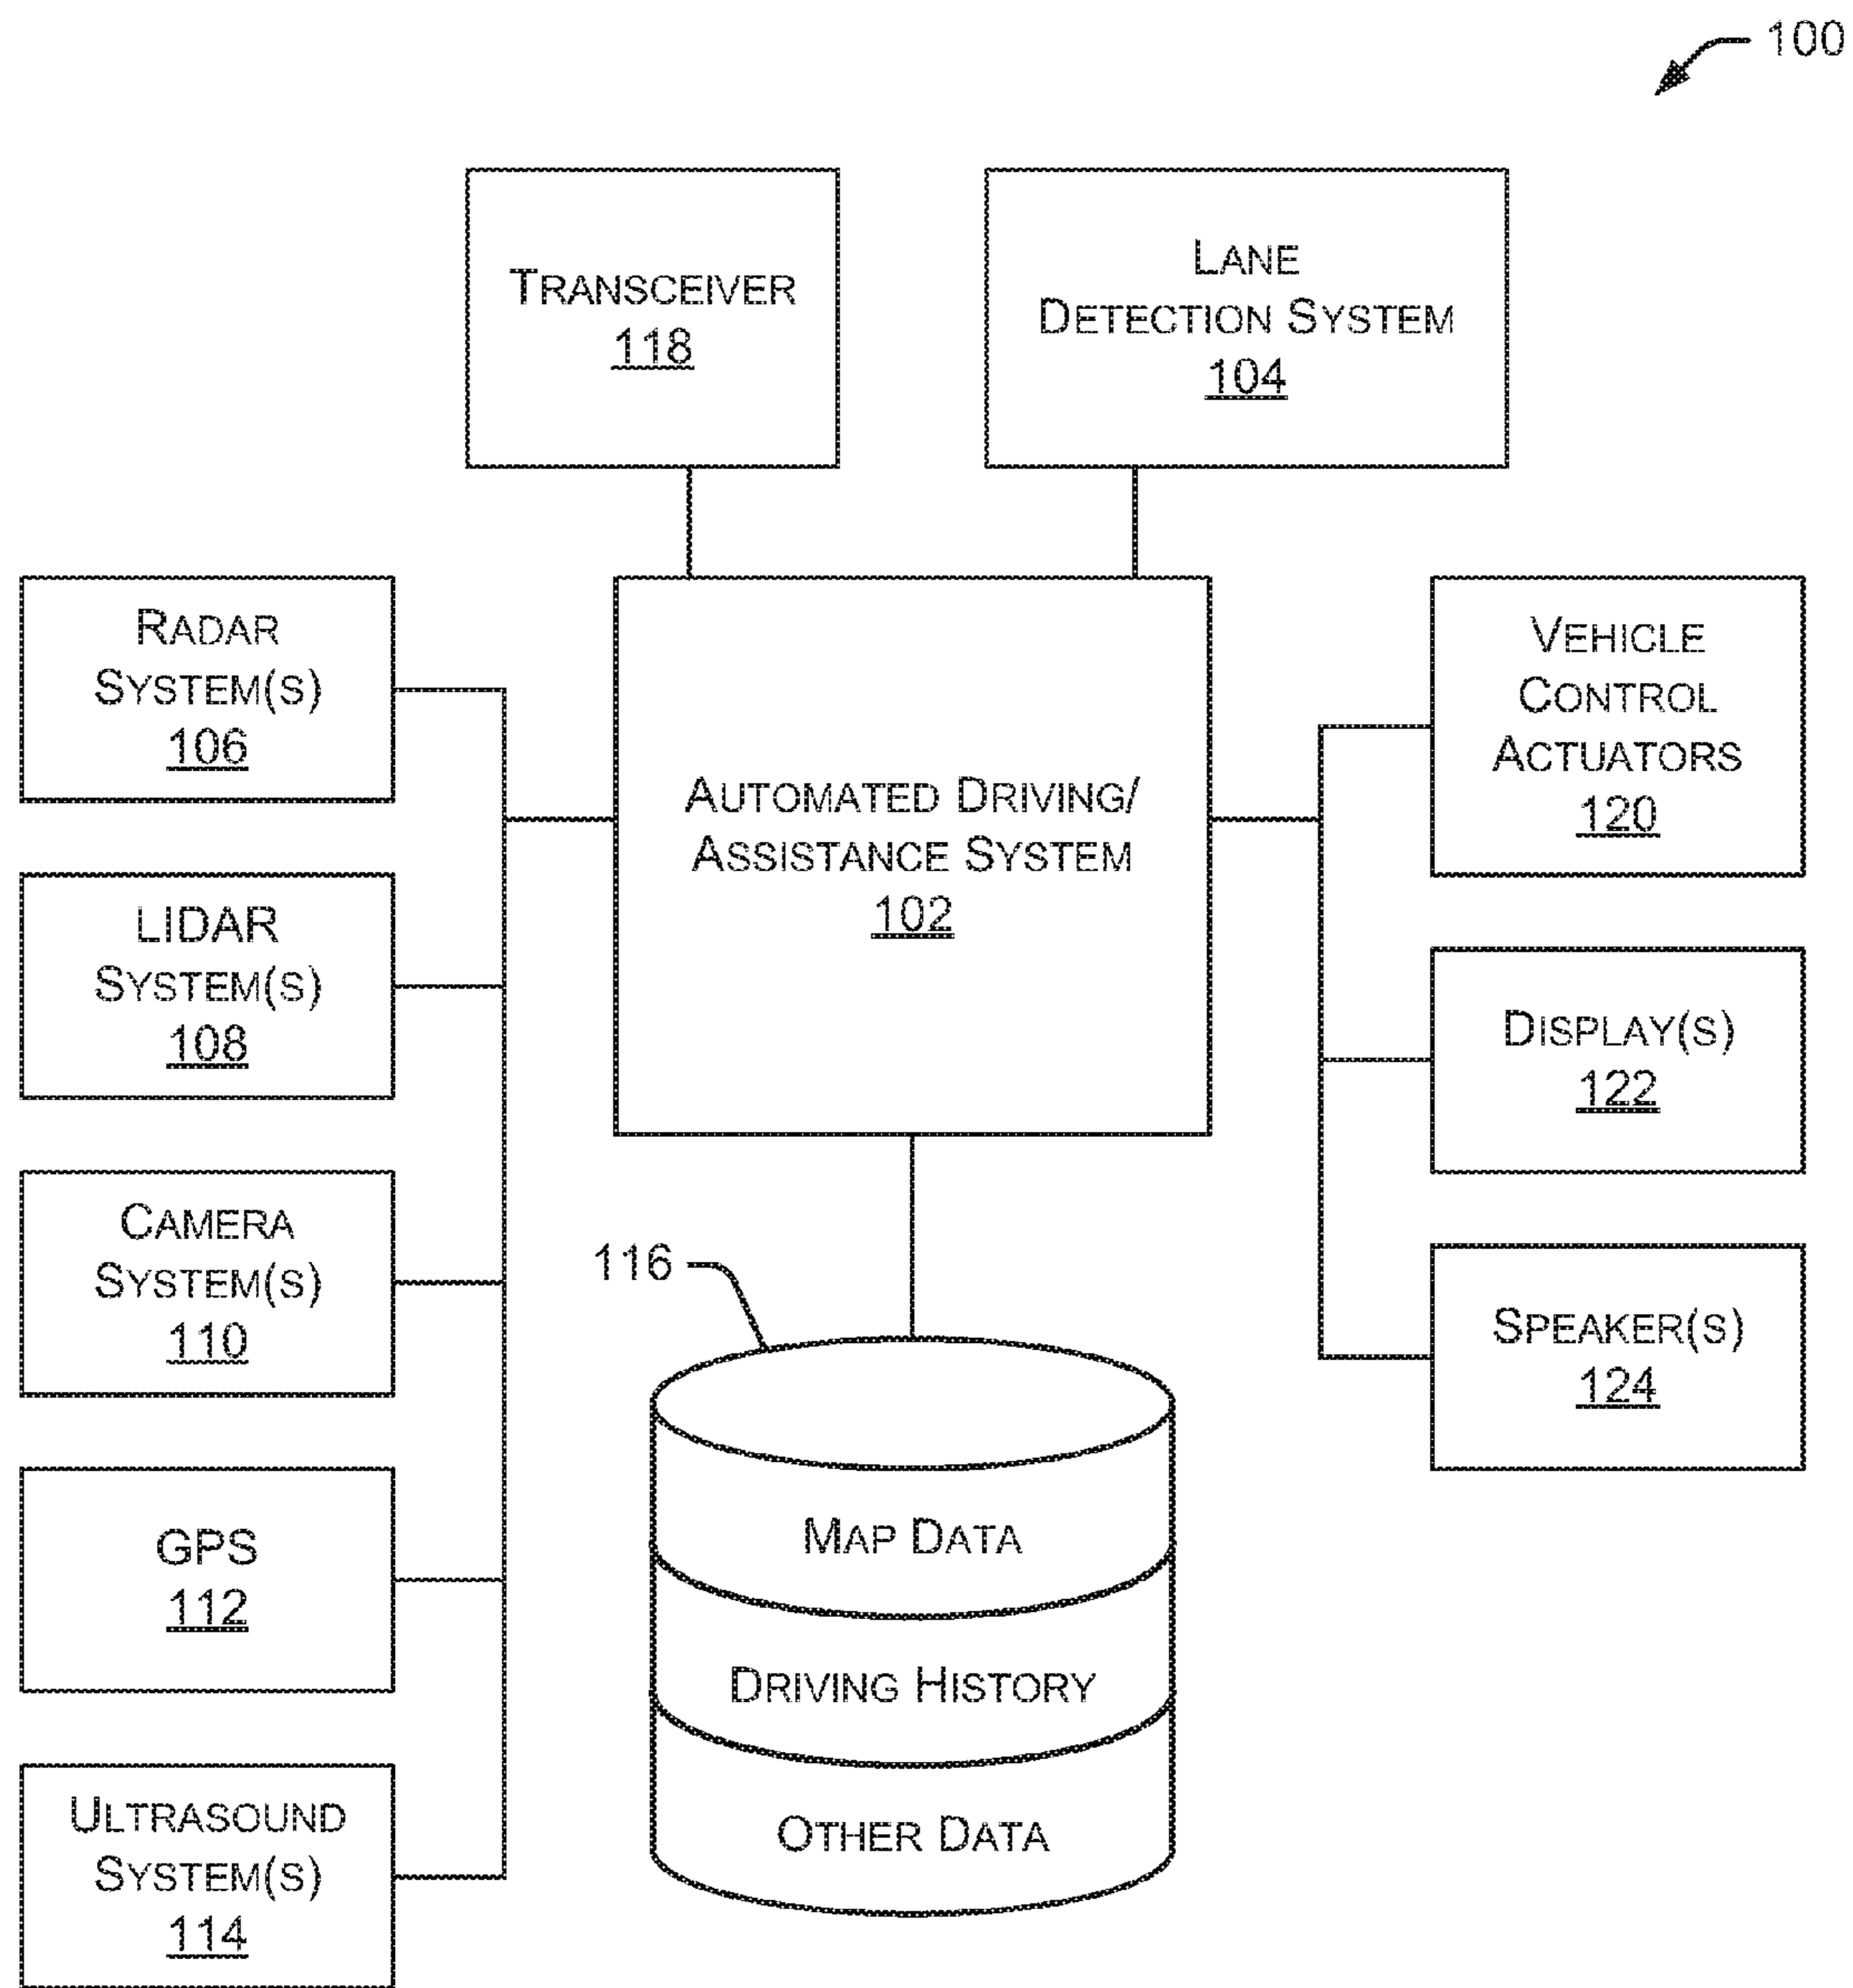 100
TRANSCEIVER
118
LANE
DETECTION SYSTEM
104
RADAR
SYSTEM(S)
106
LIDAR
SYSTEM(S)
108
CAMERA
SYSTEM(S)
110
GPS
112
ULTRASOUND
SYSTEM(S)
114
AUTOMATED DRIVING/
ASSISTANCE SYSTEM
102
116
MAP DATA
DRIVING HISTORY
OTHER DATA
VEHICLE
CONTROL
ACTUATORS
120
DISPLAY(S)
122
SPEAKER(S)
124